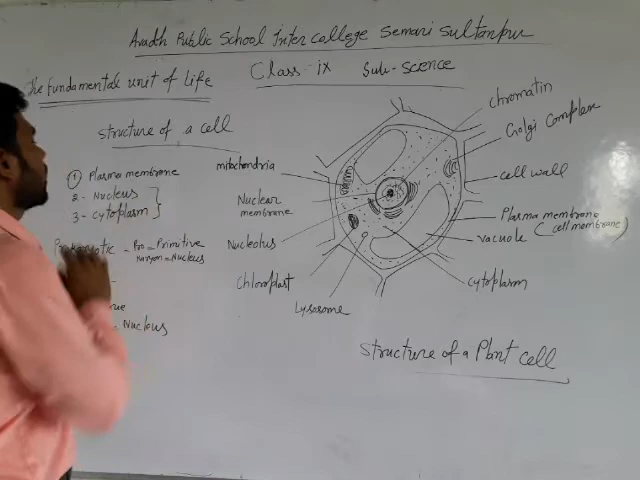 Avadh Public School Inter college Semari Sultanpur
Class-ix Sub-science
The Fundamental unit of Life
structure of a cell
① Plasma membrane
2- Nucleus
3- Cytoplasm
Pro = Primitive
Karyon = Nucleus
= Nucleus
mitochondria
Nuclear
membrane
Nucleolus
Chloroplast
Lysosome
chromatin
Golgi Complex
cell wall
Plasma membrane
(cell membrane)
vacuole
cytoplasm
Structure of a Plant cell